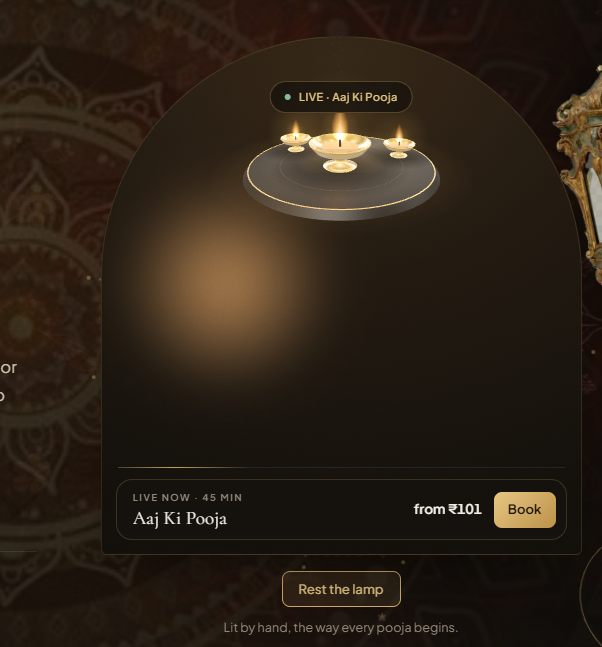 LIVE · Aaj Ki Pooja
or
LIVE NOW · 45 MIN
Aaj Ki Pooja
from ₹101
Book
Rest the lamp
Lit by hand, the way every pooja begins.